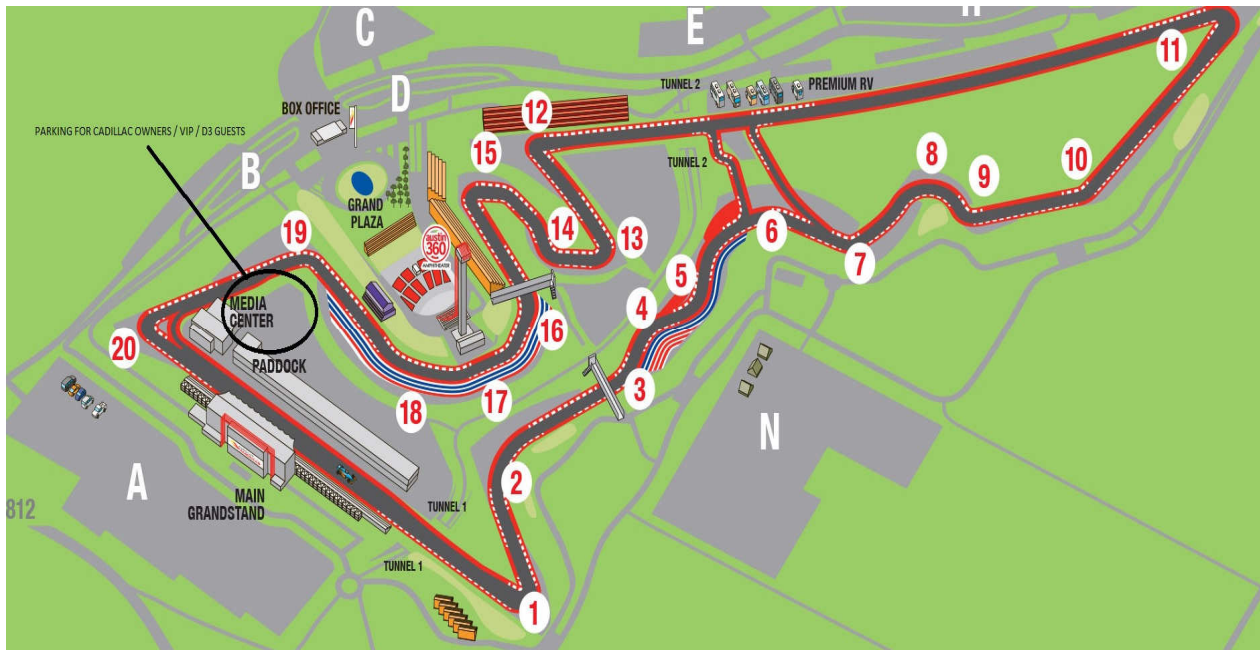 C
E
11
TUNNEL 2
PREMIUM RV
12
D
BOX OFFICE
PARKING FOR CADILLAC OWNERS / VIP / D3 GUESTS
15
TUNNEL 2
8
B
9
10
GRAND
PLAZA
14
13
6
19
austin
360
AMPHITHEATER
7
5
MEDIA
CENTER
4
16
20
PADDOCK
3
17
18
N
A
2
MAIN
GRANDSTAND
TUNNEL 1
812
TUNNEL 1
1